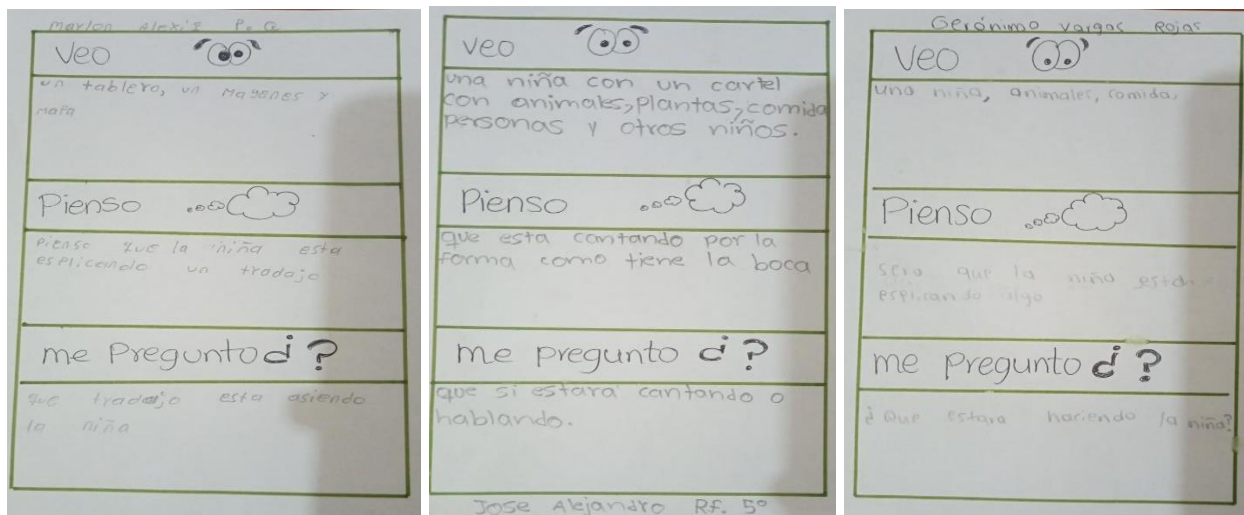 Marlon Alexis P. G
Veo
un tablero, un Magenes y
mapa
Pienso
Pienso que la niña esta
esplicando un tradajo
me Pregunto ¿?
que tradajo esta asiendo
la niña
Veo
una niña con un cartel
con animales, plantas, comida
personas y otros niños.
Pienso
que esta cantando por la
forma como tiene la boca
me pregunto ¿?
que si estará cantando o
hablando.
Jose Alejandro Rf. 5°
Gerónimo Vargas Rojas
Veo
una niña, animales, comida,
Pienso
sera que la niña esta
esplicando algo
me pregunto ¿?
¿Que estara haciendo la niña?